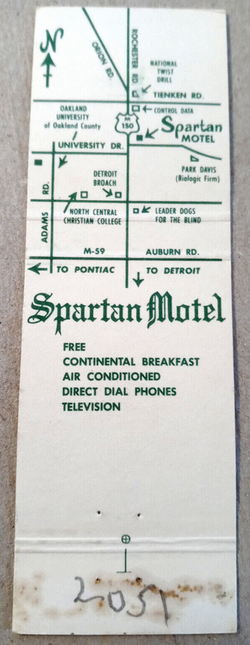 N
ORION RD.
ROCHESTER RD.
NATIONAL
TWIST
DRILL
TIENKEN RD.
CONTROL DATA
OAKLAND
UNIVERSITY
of Oakland County
M
150
Spartan
MOTEL
UNIVERSITY DR.
PARK DAVIS
(Biologic Firm)
DETROIT
BROACH
ADAMS RD.
NORTH CENTRAL
CHRISTIAN COLLEGE
LEADER DOGS
FOR THE BLIND
M-59
AUBURN RD.
TO PONTIAC
TO DETROIT
Spartan Motel
FREE
CONTINENTAL BREAKFAST
AIR CONDITIONED
DIRECT DIAL PHONES
TELEVISION
2051